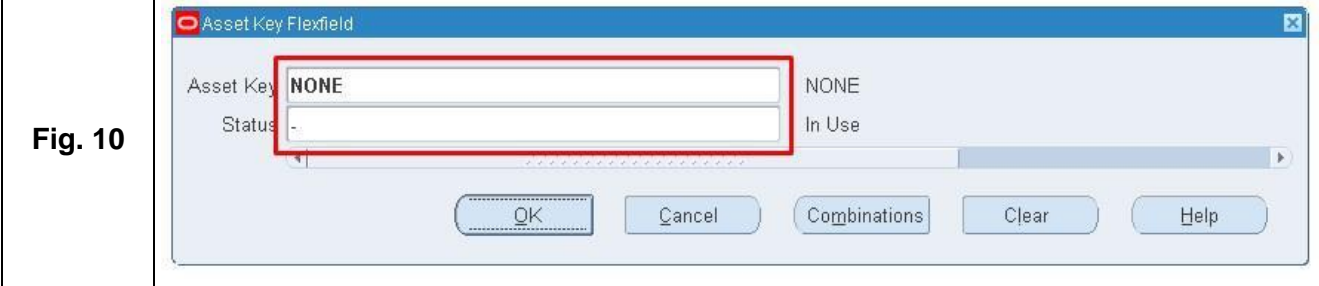 Asset Key Flexfield
Asset Key NONE NONE
Status - In Use
Fig. 10
OK Cancel Combinations Clear Help